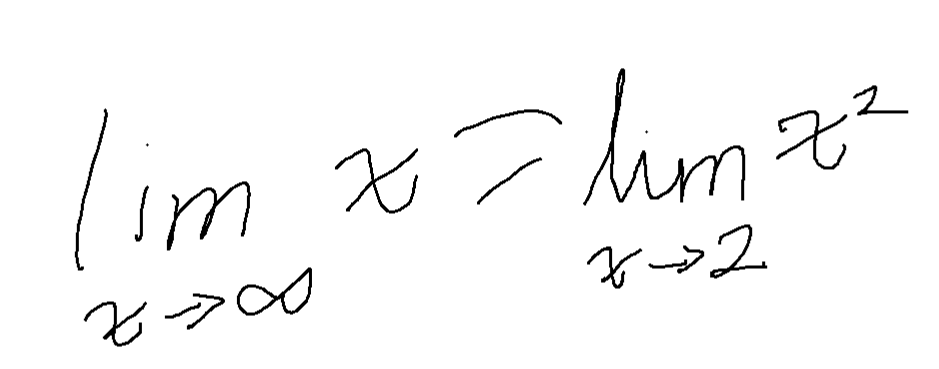 lim x = lim x²
x→∞ x→2